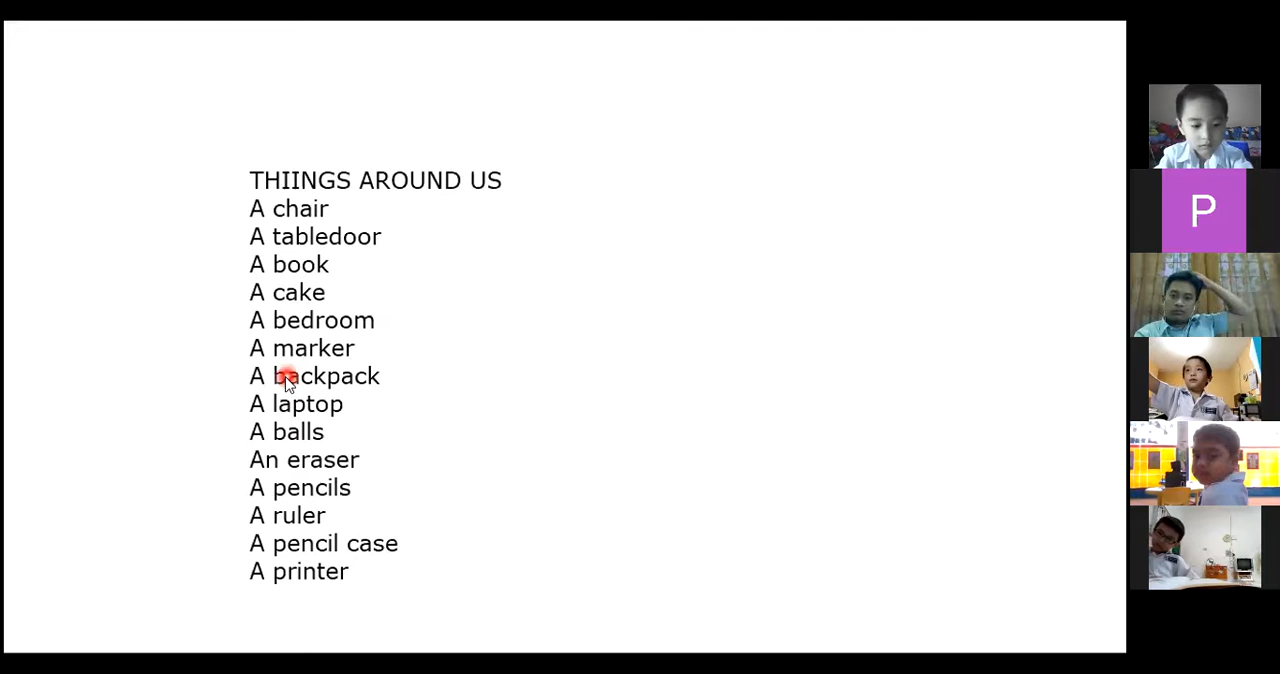 THIINGS AROUND US
A chair
A tabledoor
A book
A cake
A bedroom
A marker
A backpack
A laptop
A balls
An eraser
A pencils
A ruler
A pencil case
A printer
P